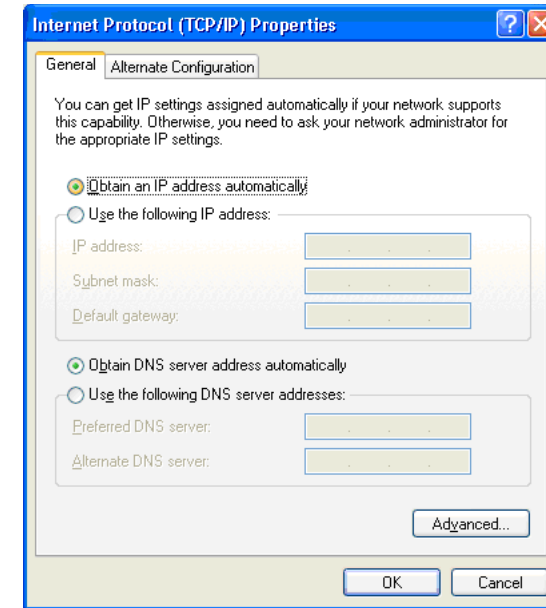 Internet Protocol (TCP/IP) Properties
General
Alternate Configuration
You can get IP settings assigned automatically if your network supports
this capability. Otherwise, you need to ask your network administrator for
the appropriate IP settings.
Obtain an IP address automatically
Use the following IP address:
IP address:
Subnet mask:
Default gateway:
Obtain DNS server address automatically
Use the following DNS server addresses:
Preferred DNS server:
Alternate DNS server:
Advanced...
OK
Cancel